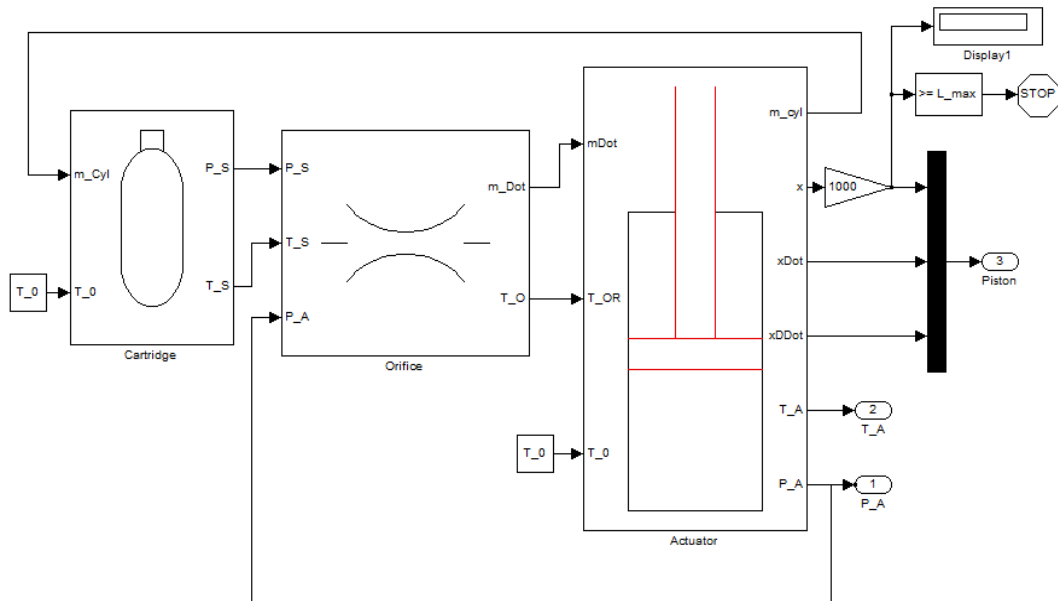 Display1
>= L_max
STOP
m_Cyl
P_S
T_0
T_0
T_S
Cartridge
P_S
T_S
P_A
m_Dot
T_O
Orifice
mDot
T_OR
T_0
T_0
m_cyl
x
xDot
xDDot
T_A
P_A
Actuator
1000
3
Piston
2
T_A
1
P_A